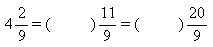 4 2/9 = (      ) 11/9 = (      ) 20/9